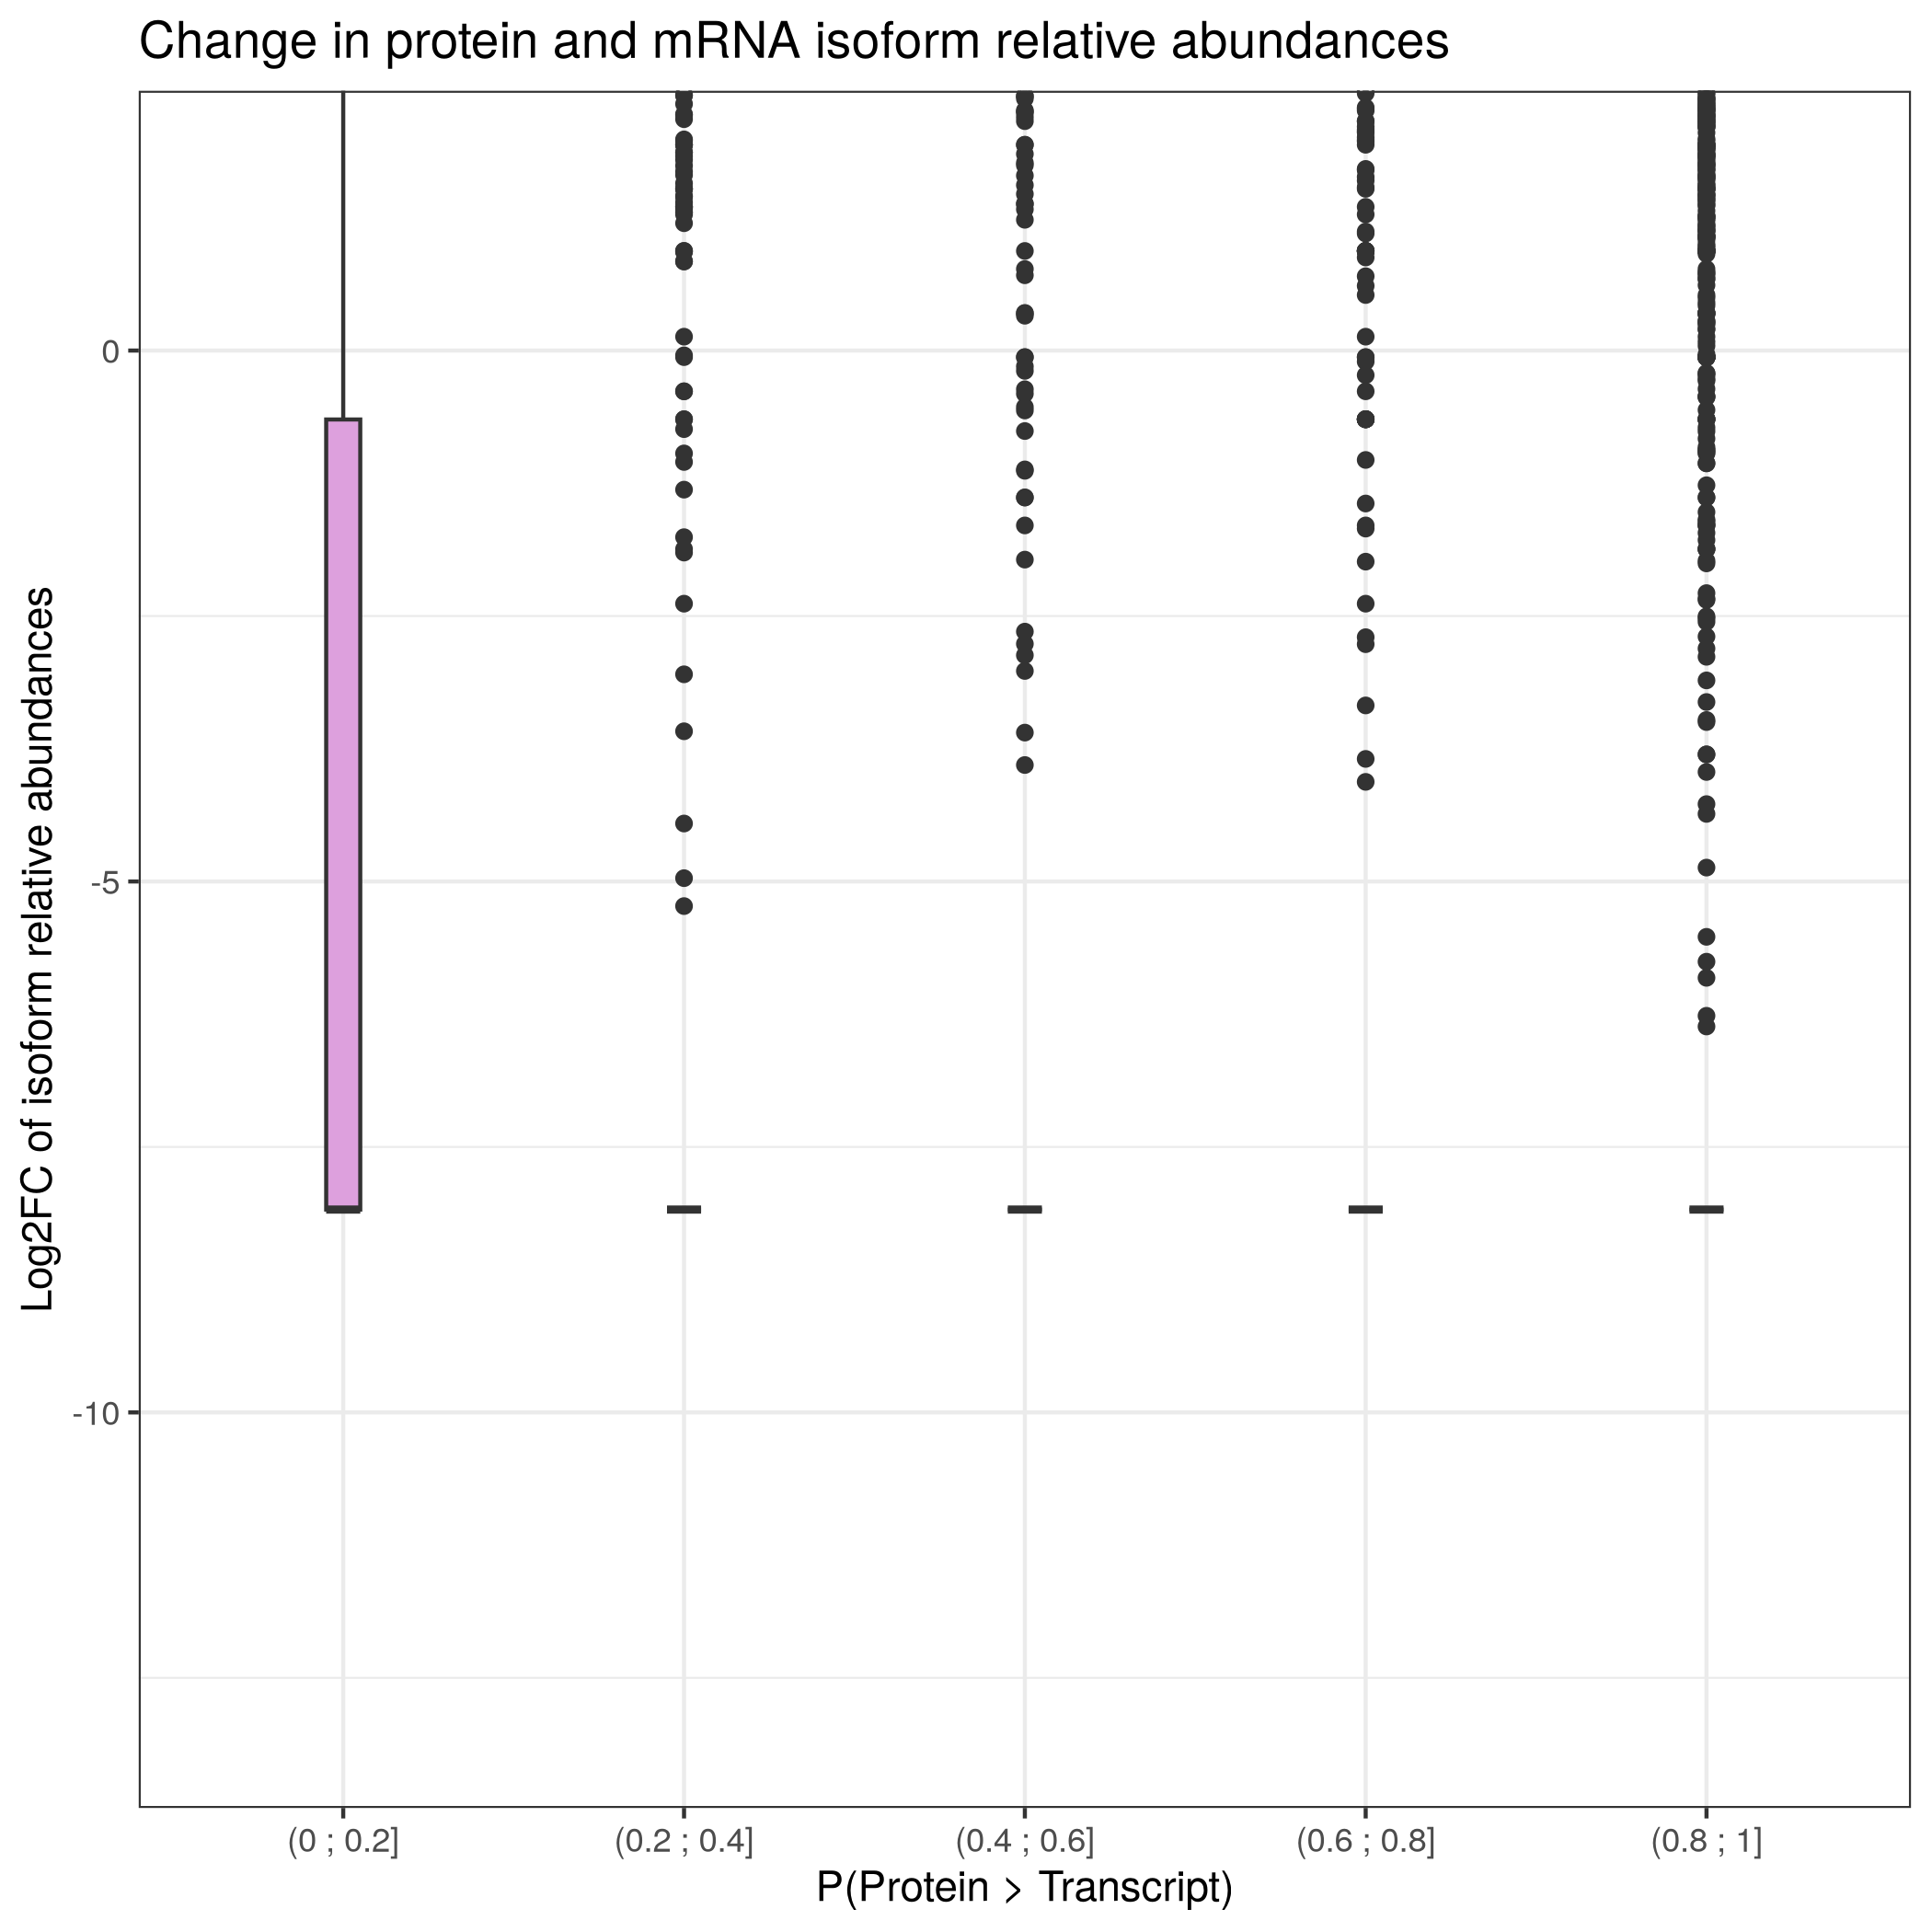 Change in protein and mRNA isoform relative abundances
Log2FC of isoform relative abundances
0
-5
-10
(0 ; 0.2]
(0.2 ; 0.4]
(0.4 ; 0.6]
(0.6 ; 0.8]
(0.8 ; 1]
P(Protein > Transcript)